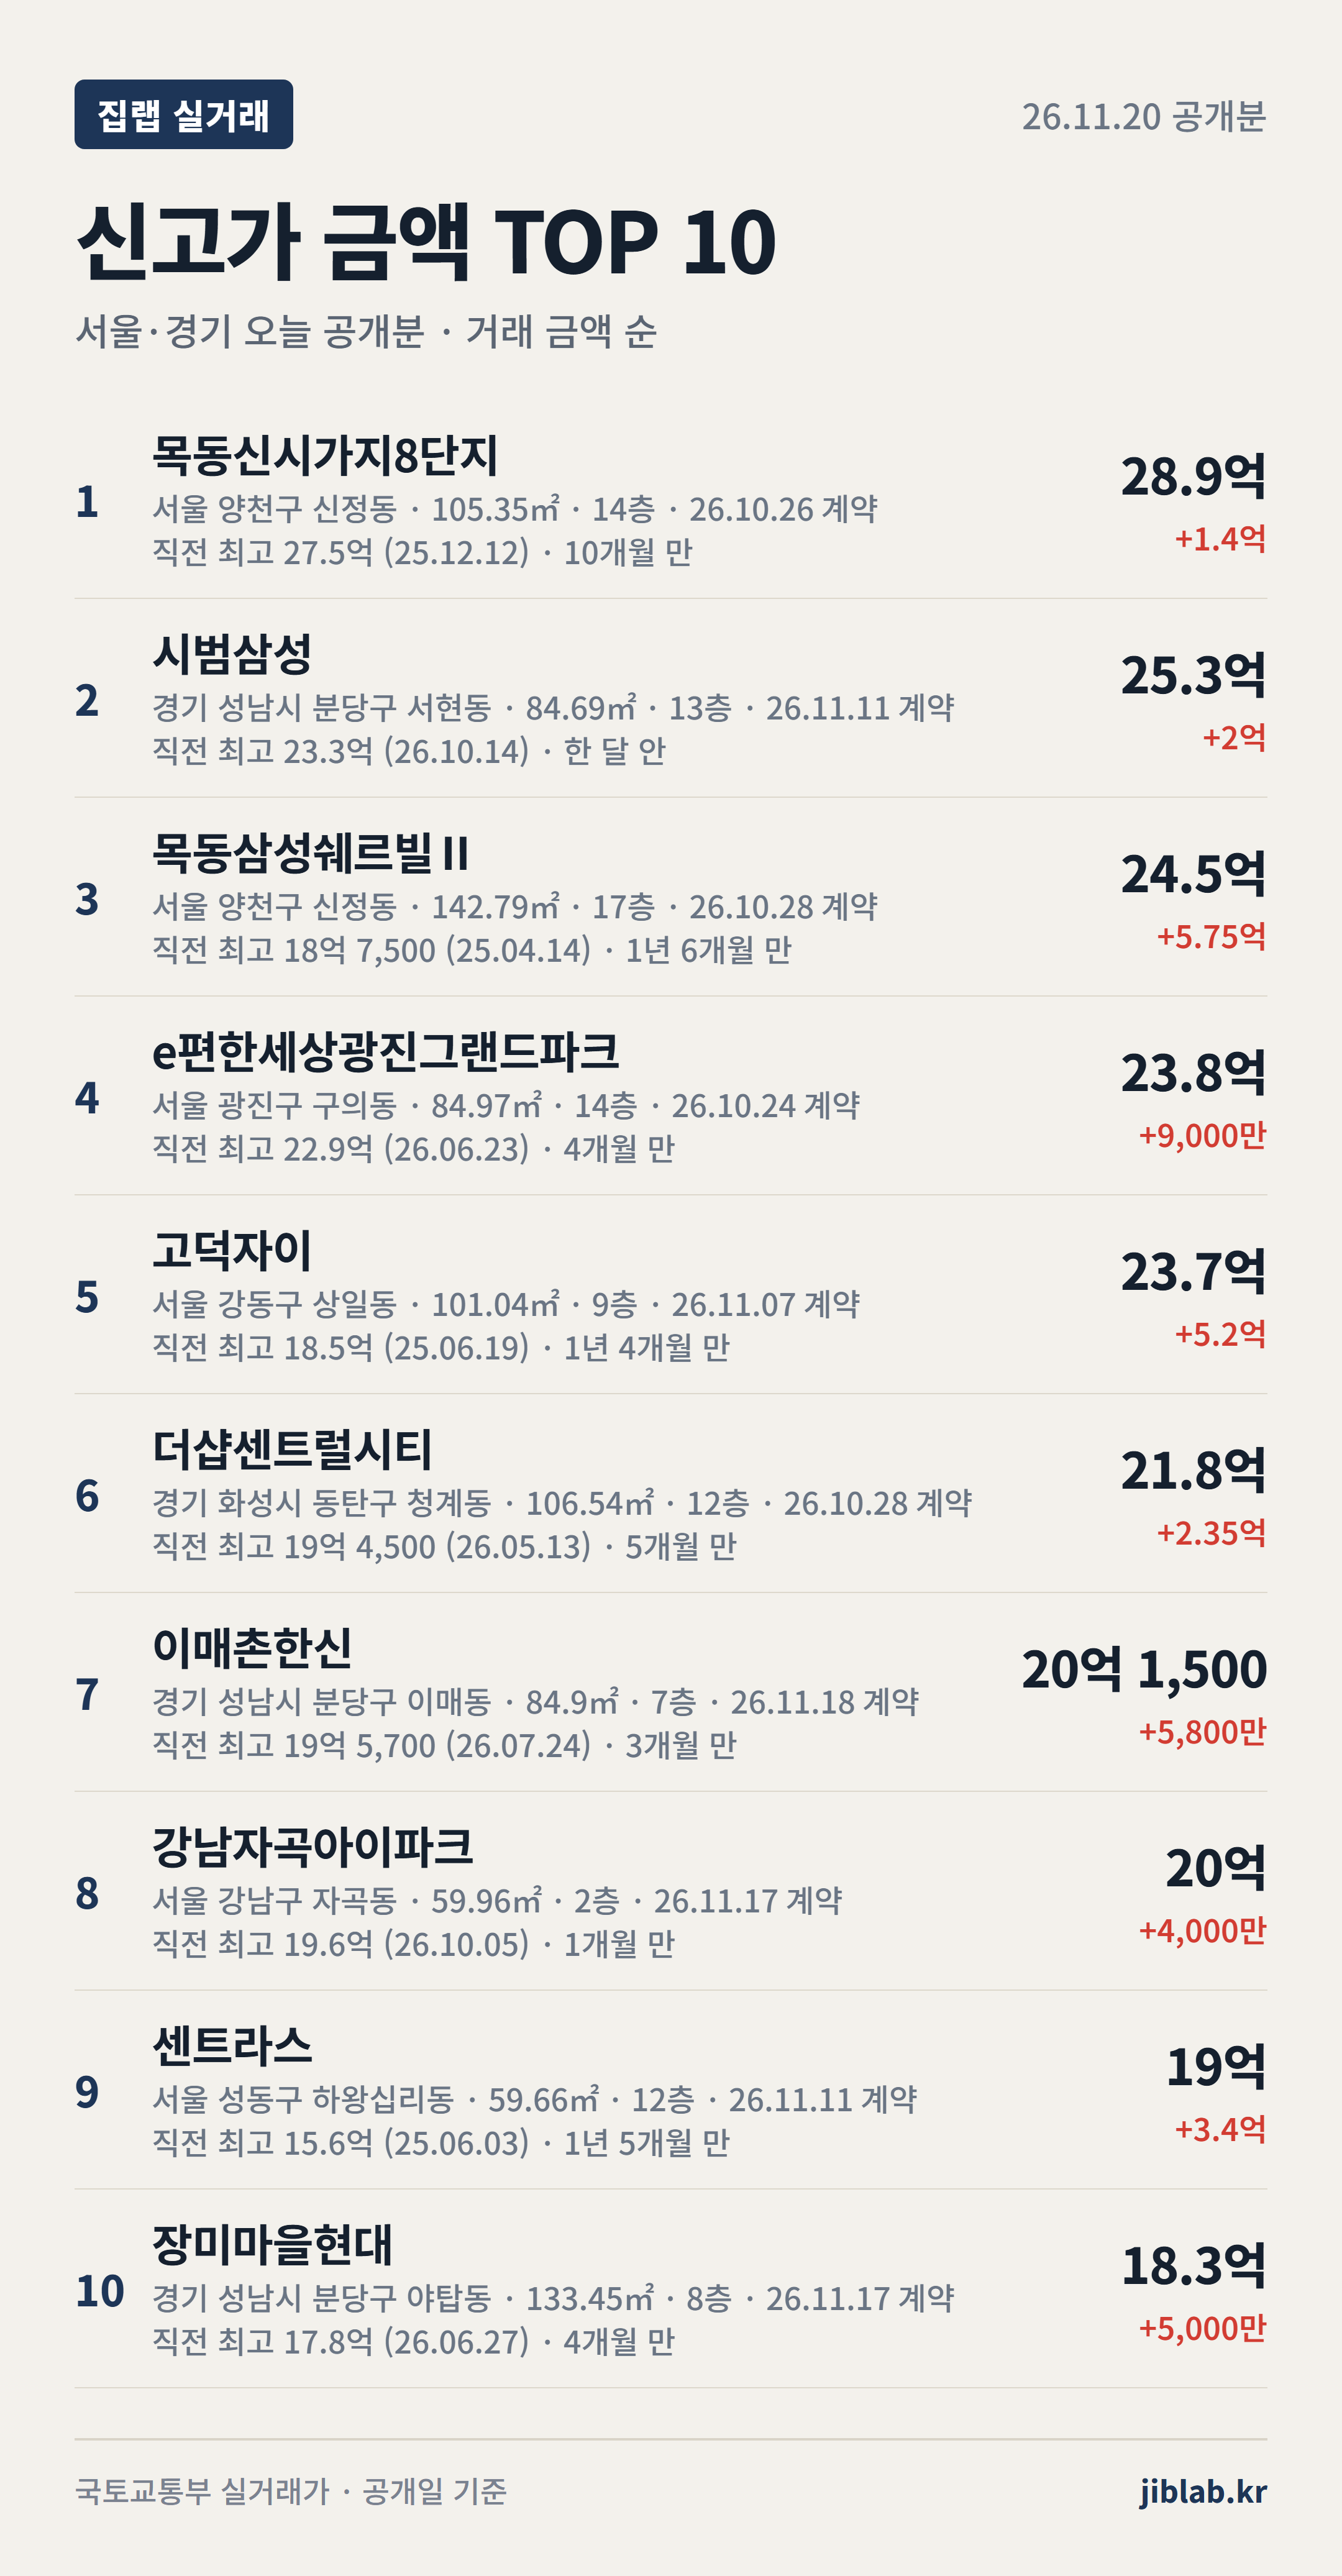 집랩 실거래
26.11.20 공개분
신고가 금액 TOP 10
서울·경기 오늘 공개분 · 거래 금액 순
1
목동신시가지8단지
서울 양천구 신정동 · 105.35㎡ · 14층 · 26.10.26 계약
직전 최고 27.5억 (25.12.12) · 10개월 만
28.9억
+1.4억
2
시범삼성
경기 성남시 분당구 서현동 · 84.69㎡ · 13층 · 26.11.11 계약
직전 최고 23.3억 (26.10.14) · 한 달 안
25.3억
+2억
3
목동삼성쉐르빌Ⅱ
서울 양천구 신정동 · 142.79㎡ · 17층 · 26.10.28 계약
직전 최고 18억 7,500 (25.04.14) · 1년 6개월 만
24.5억
+5.75억
4
e편한세상광진그랜드파크
서울 광진구 구의동 · 84.97㎡ · 14층 · 26.10.24 계약
직전 최고 22.9억 (26.06.23) · 4개월 만
23.8억
+9,000만
5
고덕자이
서울 강동구 상일동 · 101.04㎡ · 9층 · 26.11.07 계약
직전 최고 18.5억 (25.06.19) · 1년 4개월 만
23.7억
+5.2억
6
더샵센트럴시티
경기 화성시 동탄구 청계동 · 106.54㎡ · 12층 · 26.10.28 계약
직전 최고 19억 4,500 (26.05.13) · 5개월 만
21.8억
+2.35억
7
이매촌한신
경기 성남시 분당구 이매동 · 84.9㎡ · 7층 · 26.11.18 계약
직전 최고 19억 5,700 (26.07.24) · 3개월 만
20억 1,500
+5,800만
8
강남자곡아이파크
서울 강남구 자곡동 · 59.96㎡ · 2층 · 26.11.17 계약
직전 최고 19.6억 (26.10.05) · 1개월 만
20억
+4,000만
9
센트라스
서울 성동구 하왕십리동 · 59.66㎡ · 12층 · 26.11.11 계약
직전 최고 15.6억 (25.06.03) · 1년 5개월 만
19억
+3.4억
10
장미마을현대
경기 성남시 분당구 야탑동 · 133.45㎡ · 8층 · 26.11.17 계약
직전 최고 17.8억 (26.06.27) · 4개월 만
18.3억
+5,000만
국토교통부 실거래가 · 공개일 기준
jiblab.kr